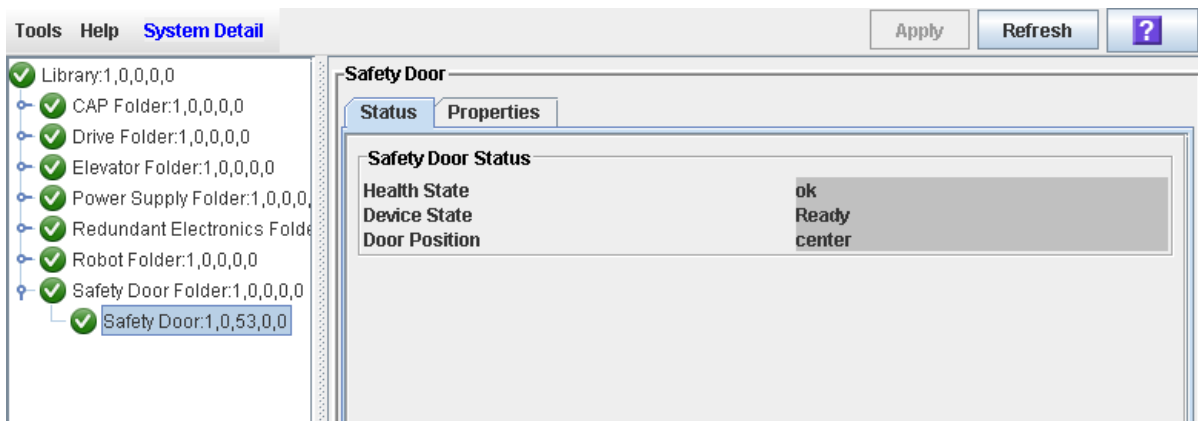 Tools Help System Detail Apply Refresh ?
Library:1,0,0,0,0
CAP Folder:1,0,0,0,0
Drive Folder:1,0,0,0,0
Elevator Folder:1,0,0,0,0
Power Supply Folder:1,0,0,0,
Redundant Electronics Folde
Robot Folder:1,0,0,0,0
Safety Door Folder:1,0,0,0,0
Safety Door:1,0,53,0,0
Safety Door
Status Properties
Safety Door Status
Health State ok
Device State Ready
Door Position center